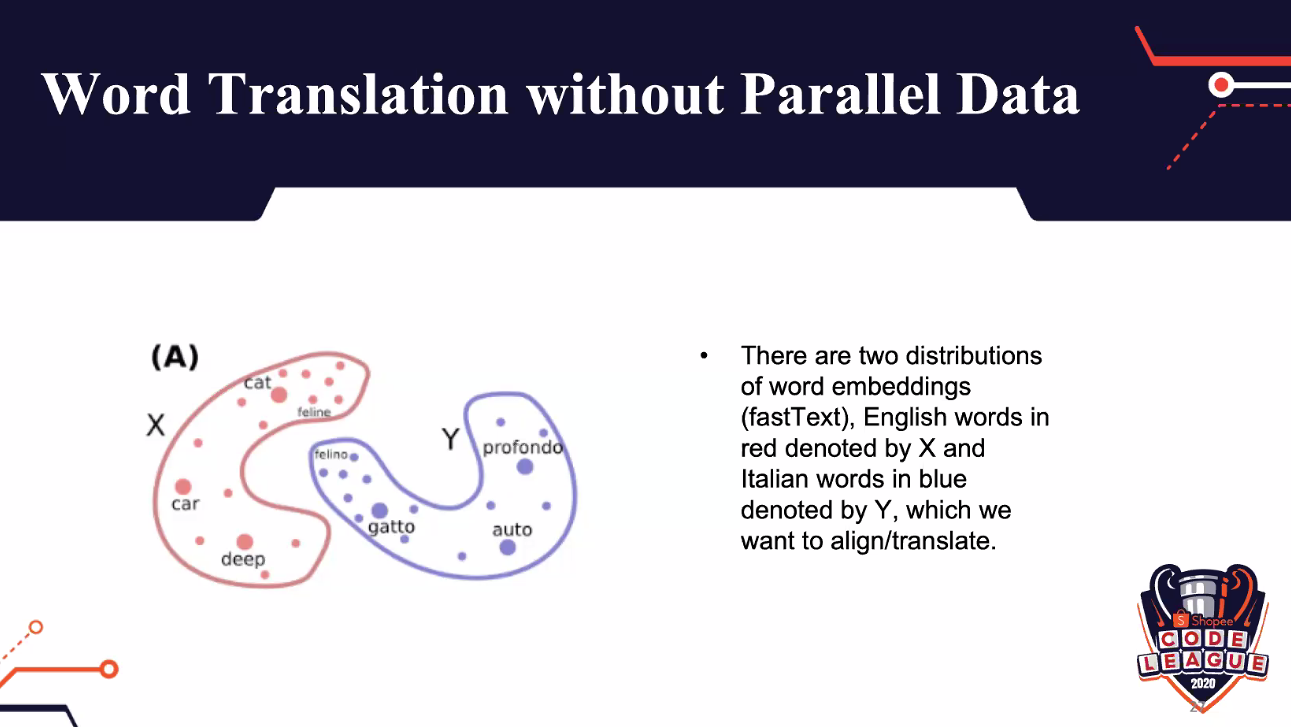 Word Translation without Parallel Data
(A)
X
cat
feline
car
deep
Y
felino
gatto
profondo
auto
• There are two distributions
of word embeddings
(fastText), English words in
red denoted by X and
Italian words in blue
denoted by Y, which we
want to align/translate.
Shopee
CODE
LEAGUE
2020